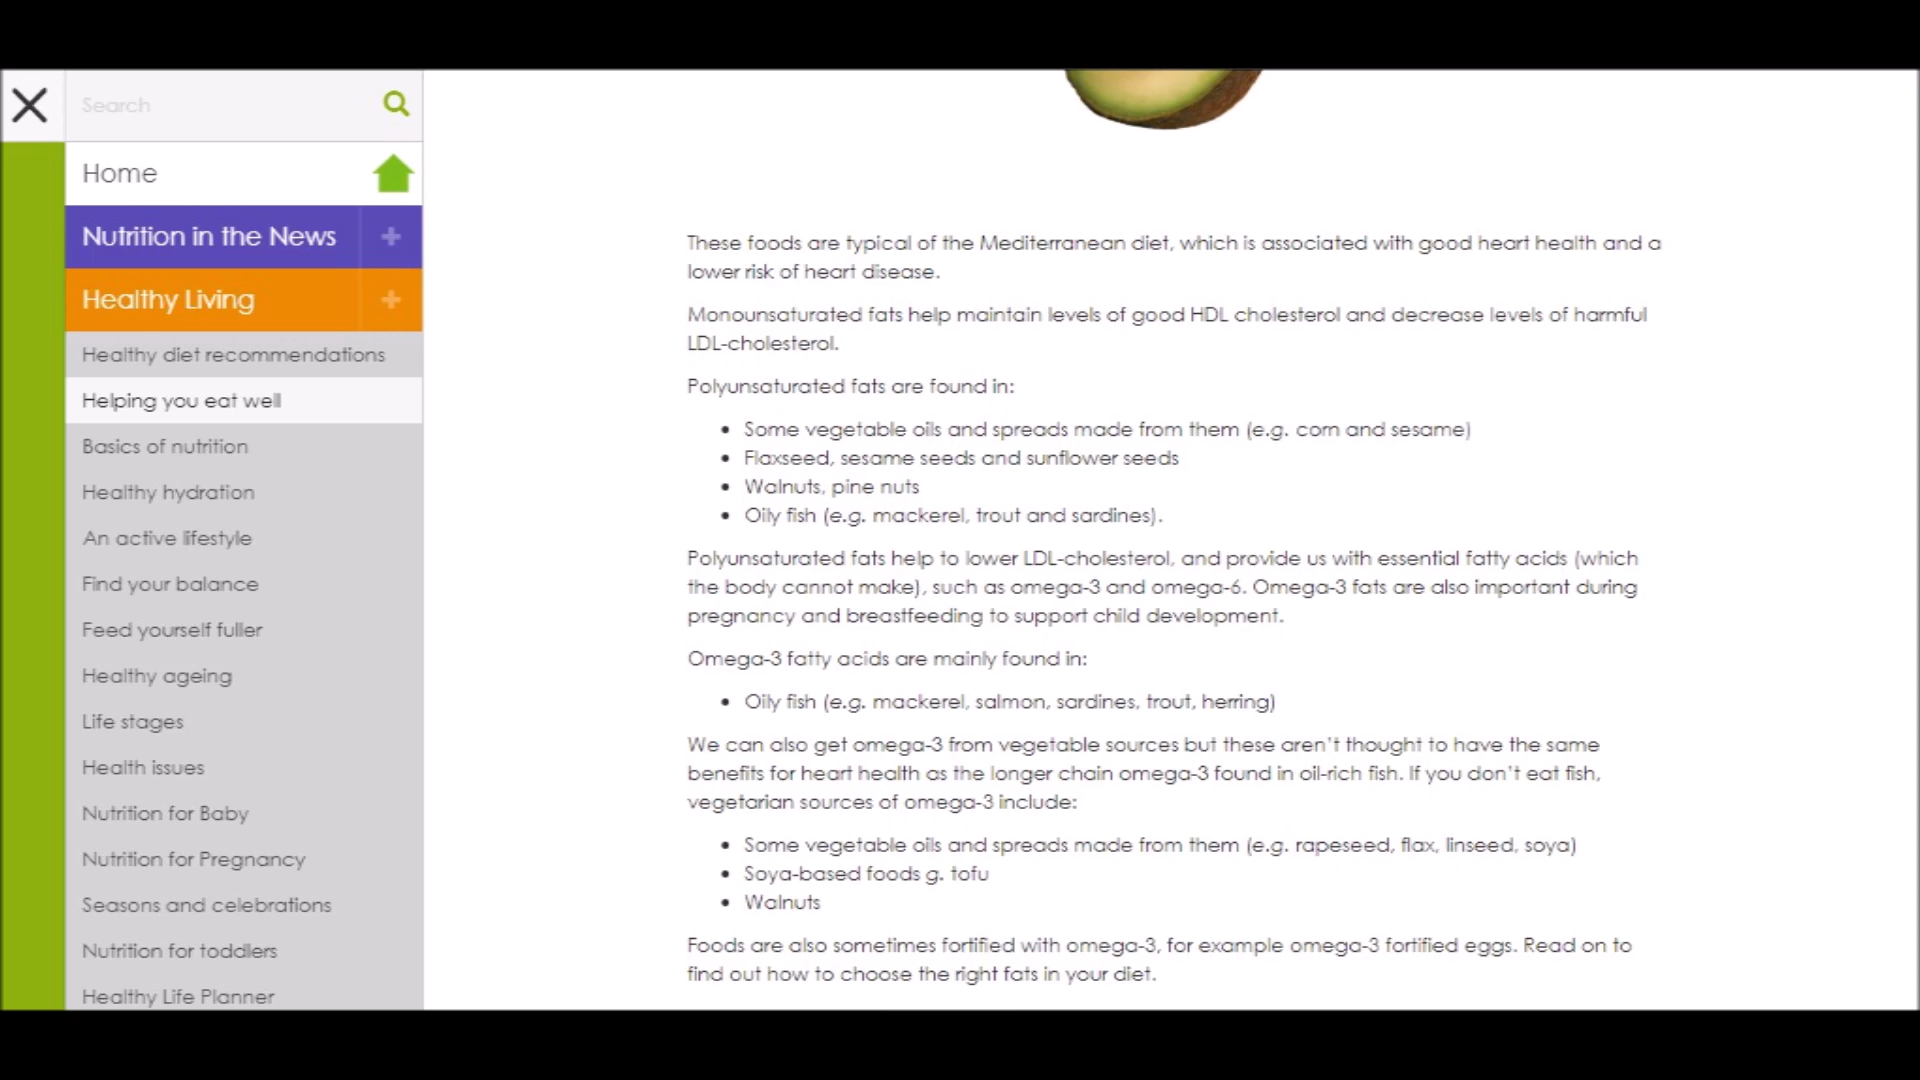 Search
Home
Nutrition in the News +
Healthy Living +
Healthy diet recommendations
Helping you eat well
Basics of nutrition
Healthy hydration
An active lifestyle
Find your balance
Feed yourself fuller
Healthy ageing
Life stages
Health issues
Nutrition for Baby
Nutrition for Pregnancy
Seasons and celebrations
Nutrition for toddlers
Healthy Life Planner
These foods are typical of the Mediterranean diet, which is associated with good heart health and a
lower risk of heart disease.
Monounsaturated fats help maintain levels of good HDL cholesterol and decrease levels of harmful
LDL-cholesterol.
Polyunsaturated fats are found in:
• Some vegetable oils and spreads made from them (e.g. corn and sesame)
• Flaxseed, sesame seeds and sunflower seeds
• Walnuts, pine nuts
• Oily fish (e.g. mackerel, trout and sardines).
Polyunsaturated fats help to lower LDL-cholesterol, and provide us with essential fatty acids (which
the body cannot make), such as omega-3 and omega-6. Omega-3 fats are also important during
pregnancy and breastfeeding to support child development.
Omega-3 fatty acids are mainly found in:
• Oily fish (e.g. mackerel, salmon, sardines, trout, herring)
We can also get omega-3 from vegetable sources but these aren't thought to have the same
benefits for heart health as the longer chain omega-3 found in oil-rich fish. If you don't eat fish,
vegetarian sources of omega-3 include:
• Some vegetable oils and spreads made from them (e.g. rapeseed, flax, linseed, soya)
• Soya-based foods g. tofu
• Walnuts
Foods are also sometimes fortified with omega-3, for example omega-3 fortified eggs. Read on to
find out how to choose the right fats in your diet.